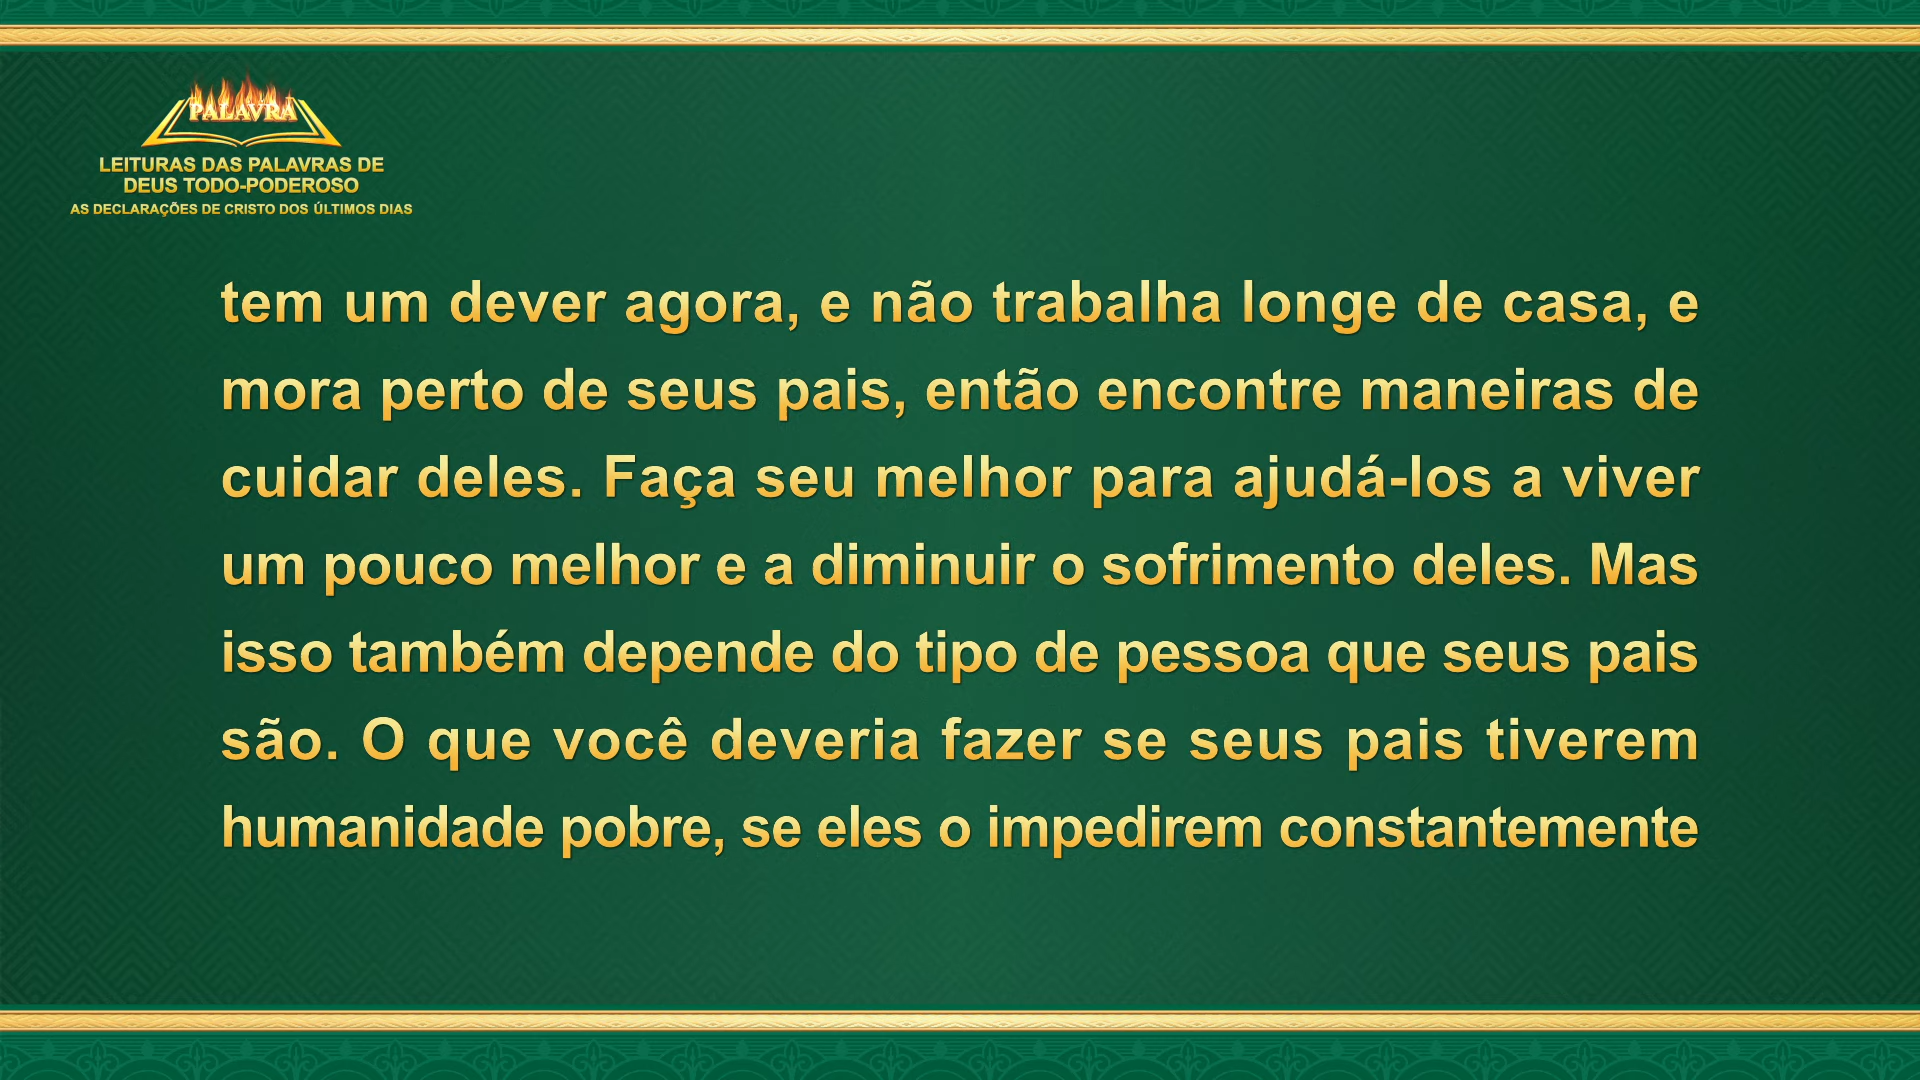 PALAVRA
LEITURAS DAS PALAVRAS DE
DEUS TODO-PODEROSO
AS DECLARAÇÕES DE CRISTO DOS ÚLTIMOS DIAS
tem um dever agora, e não trabalha longe de casa, e
mora perto de seus pais, então encontre maneiras de
cuidar deles. Faça seu melhor para ajudá-los a viver
um pouco melhor e a diminuir o sofrimento deles. Mas
isso também depende do tipo de pessoa que seus pais
são. O que você deveria fazer se seus pais tiverem
humanidade pobre, se eles o impedirem constantemente